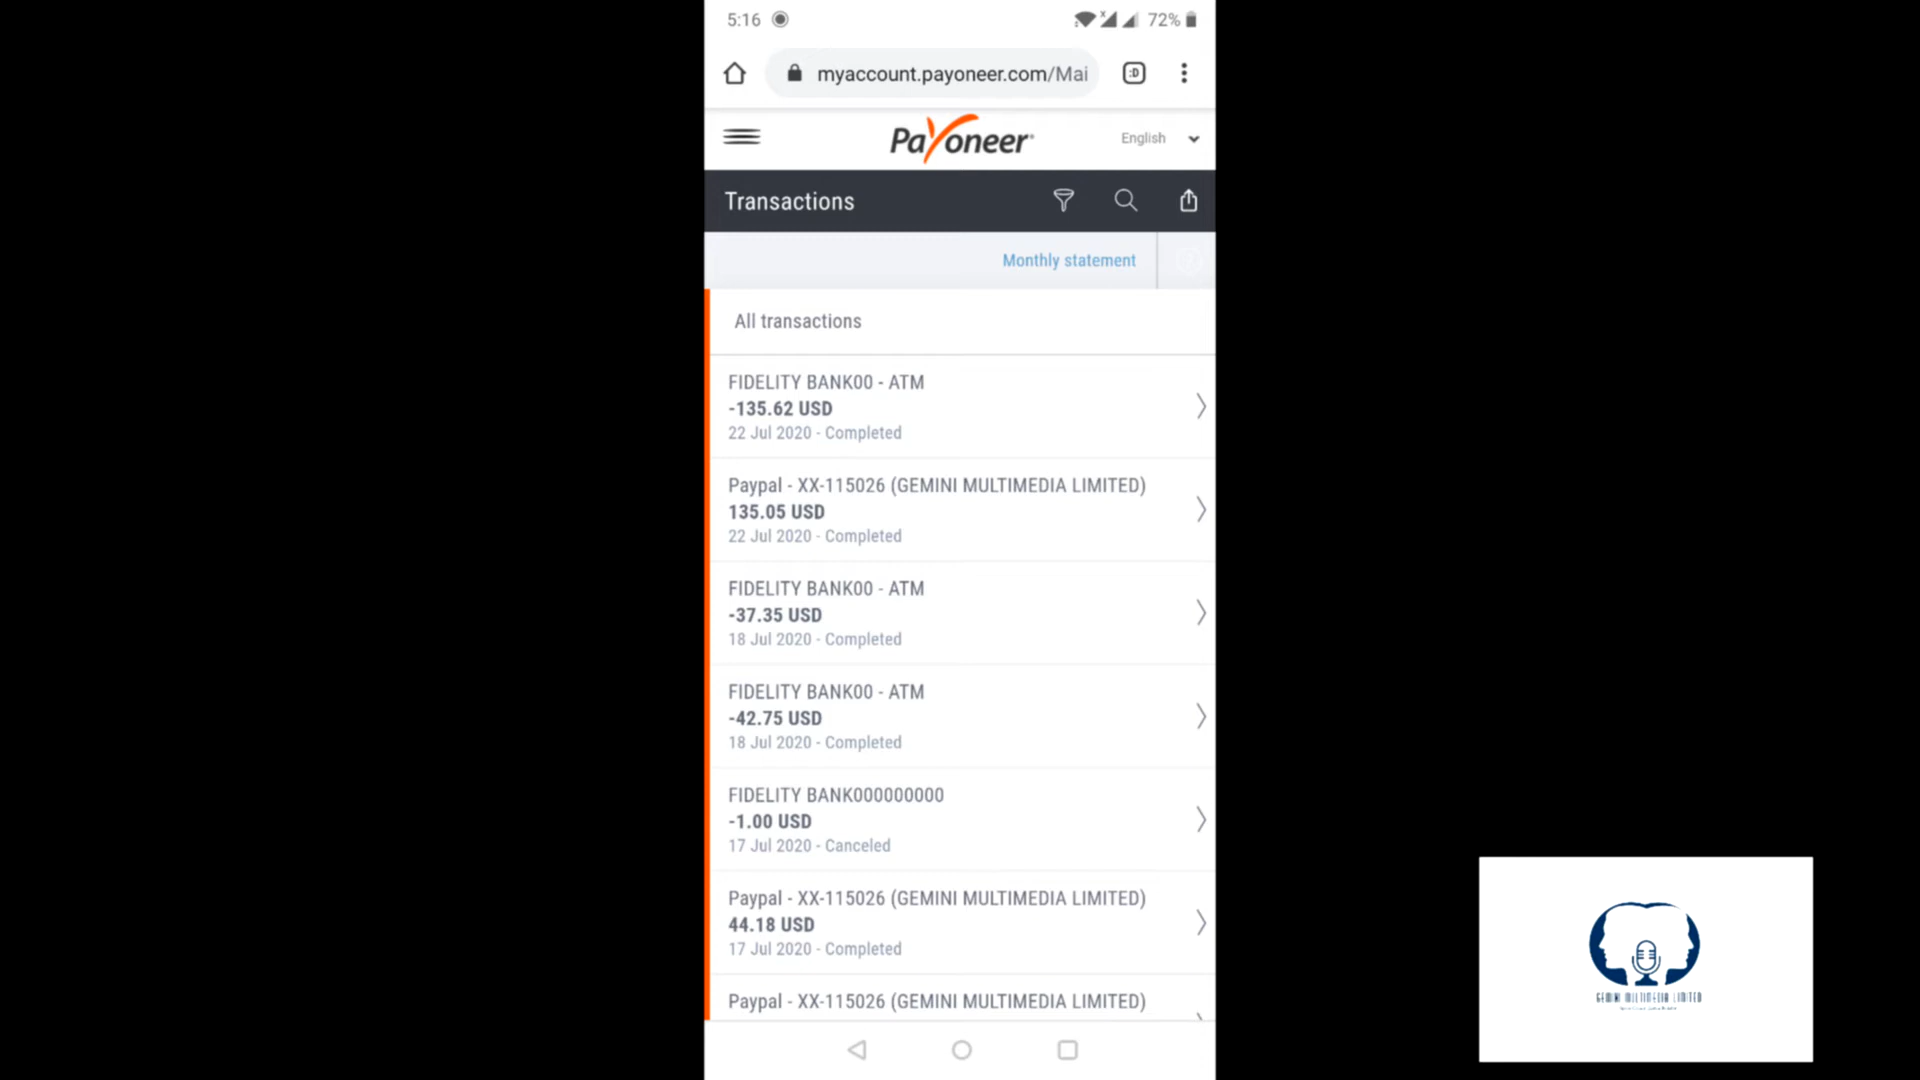 5:16
72%
myaccount.payoneer.com/Mai
:D
Payoneer
English
Transactions
Monthly statement
All transactions
FIDELITY BANK00 - ATM
-135.62 USD
22 Jul 2020 - Completed
Paypal - XX-115026 (GEMINI MULTIMEDIA LIMITED)
135.05 USD
22 Jul 2020 - Completed
FIDELITY BANK00 - ATM
-37.35 USD
18 Jul 2020 - Completed
FIDELITY BANK00 - ATM
-42.75 USD
18 Jul 2020 - Completed
FIDELITY BANK000000000
-1.00 USD
17 Jul 2020 - Canceled
Paypal - XX-115026 (GEMINI MULTIMEDIA LIMITED)
44.18 USD
17 Jul 2020 - Completed
Paypal - XX-115026 (GEMINI MULTIMEDIA LIMITED)
GEMINI MULTIMEDIA LIMITED